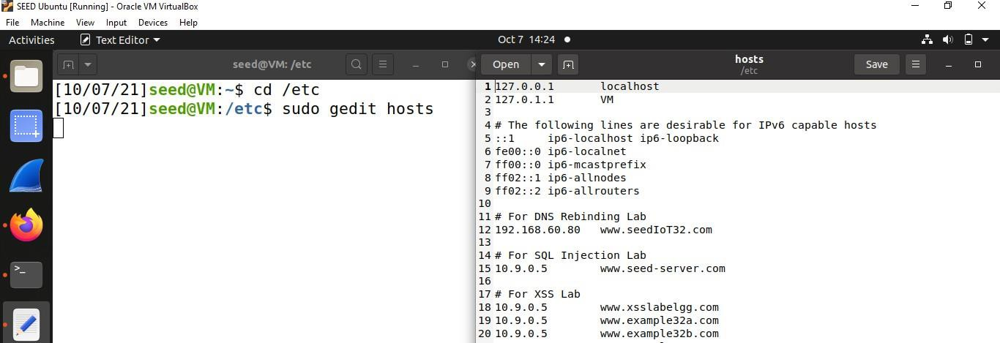 SEED Ubuntu [Running] - Oracle VM VirtualBox
File Machine View Input Devices Help
Activities Text Editor Oct 7 14:24
seed@VM: /etc
[10/07/21]seed@VM:~$ cd /etc
[10/07/21]seed@VM:/etc$ sudo gedit hosts
>_
Open hosts Save
/etc
1 127.0.0.1 localhost
2 127.0.1.1 VM
3
4 # The following lines are desirable for IPv6 capable hosts
5 ::1 ip6-localhost ip6-loopback
6 fe00::0 ip6-localnet
7 ff00::0 ip6-mcastprefix
8 ff02::1 ip6-allnodes
9 ff02::2 ip6-allrouters
10
11 # For DNS Rebinding Lab
12 192.168.60.80 www.seedIoT32.com
13
14 # For SQL Injection Lab
15 10.9.0.5 www.seed-server.com
16
17 # For XSS Lab
18 10.9.0.5 www.xsslabelgg.com
19 10.9.0.5 www.example32a.com
20 10.9.0.5 www.example32b.com